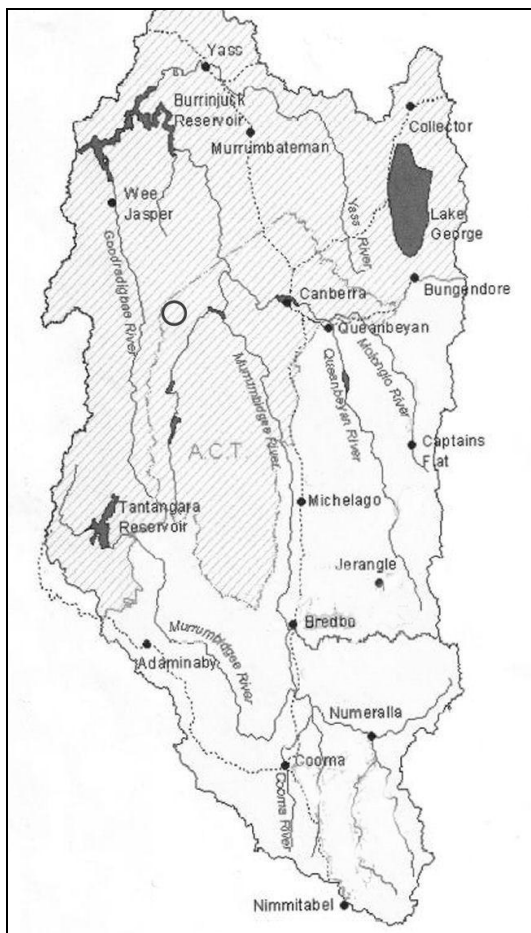 Yass
Burrinjuck
Reservoir
Collector
Murrumbateman
Wee
Jasper
Yass River
Lake
George
Goodradigbee River
Bungendore
Canberra
Queanbeyan
Murrumbidgee River
Queanbeyan River
Molonglo River
A.C.T.
Captains
Flat
Michelago
Tantangara
Reservoir
Jerangle
Bredbo
Murrumbidgee River
Adaminaby
Numeralla
Cooma
Cooma River
Nimmitabel